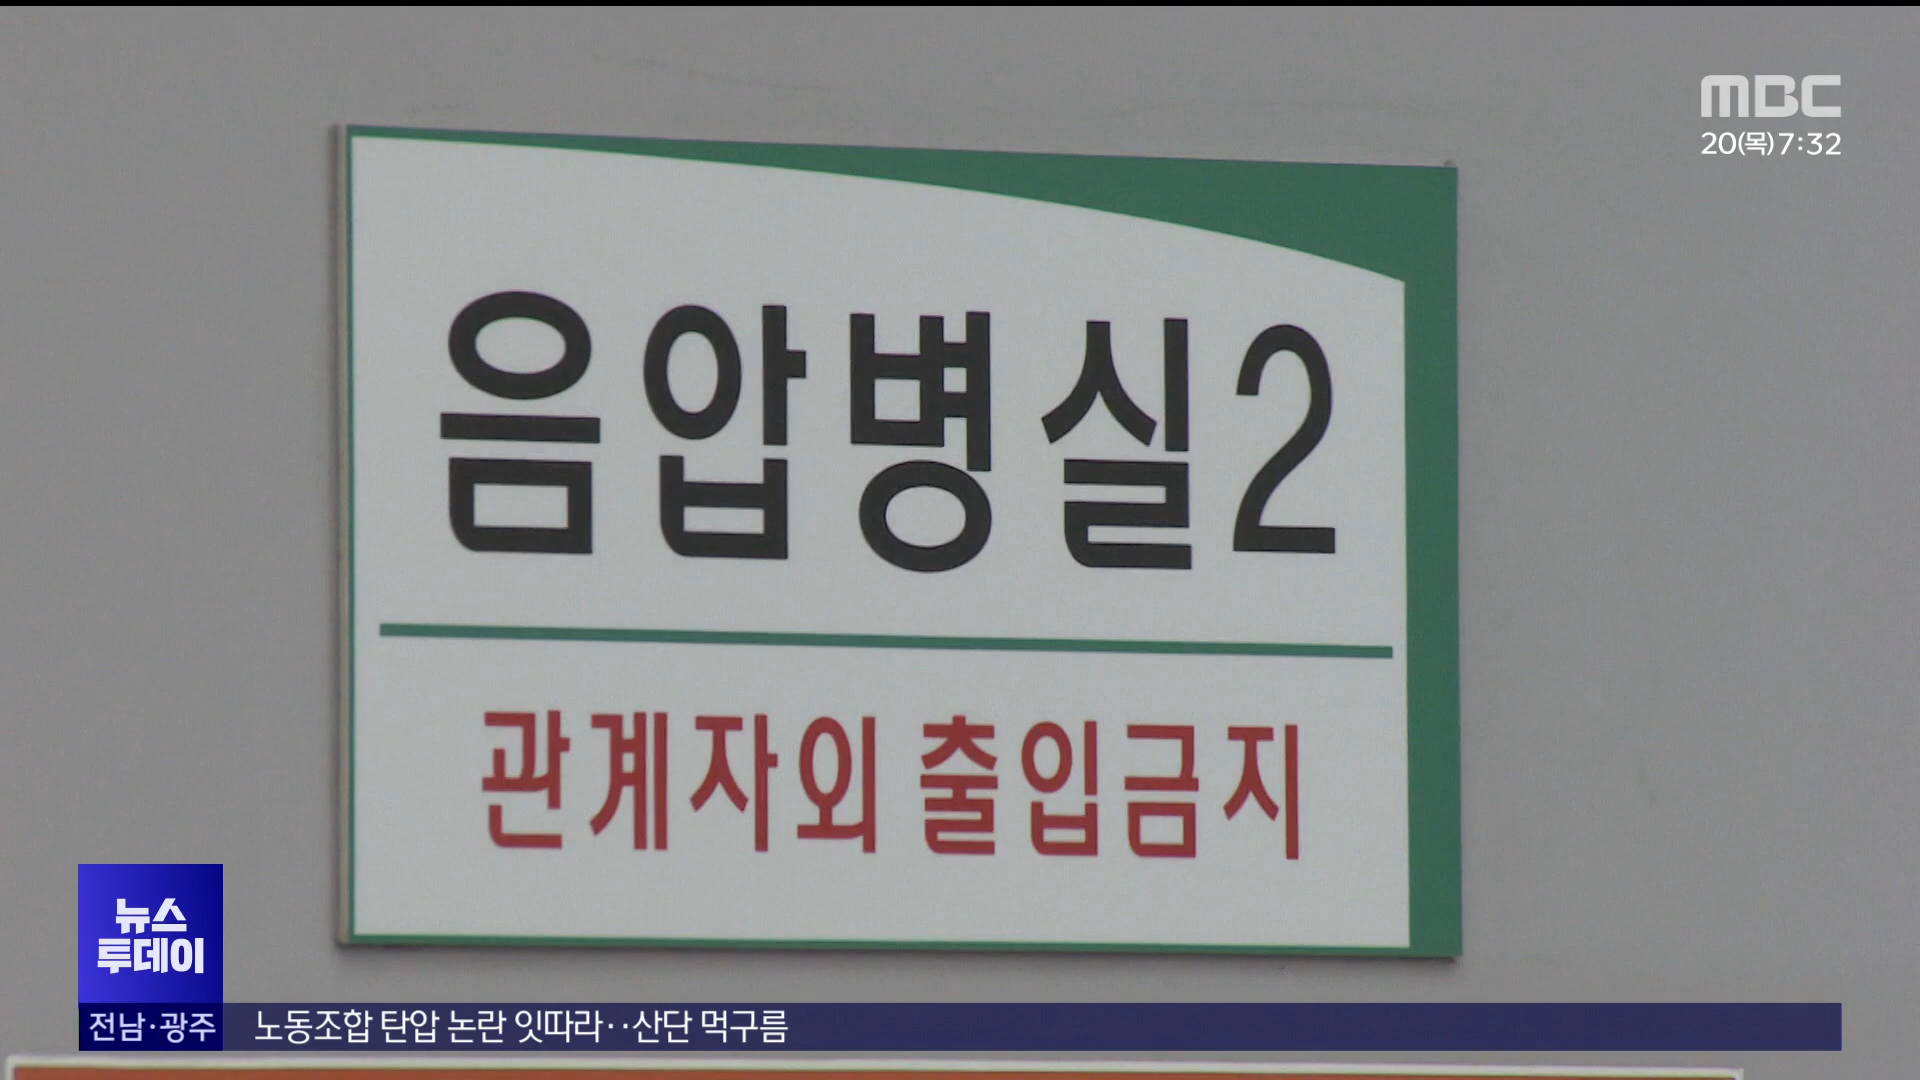 MBC
20(목)7:32
음압병실2
관계자외 출입금지
뉴스
투데이
전남·광주 노동조합 탄압 논란 잇따라‥산단 먹구름